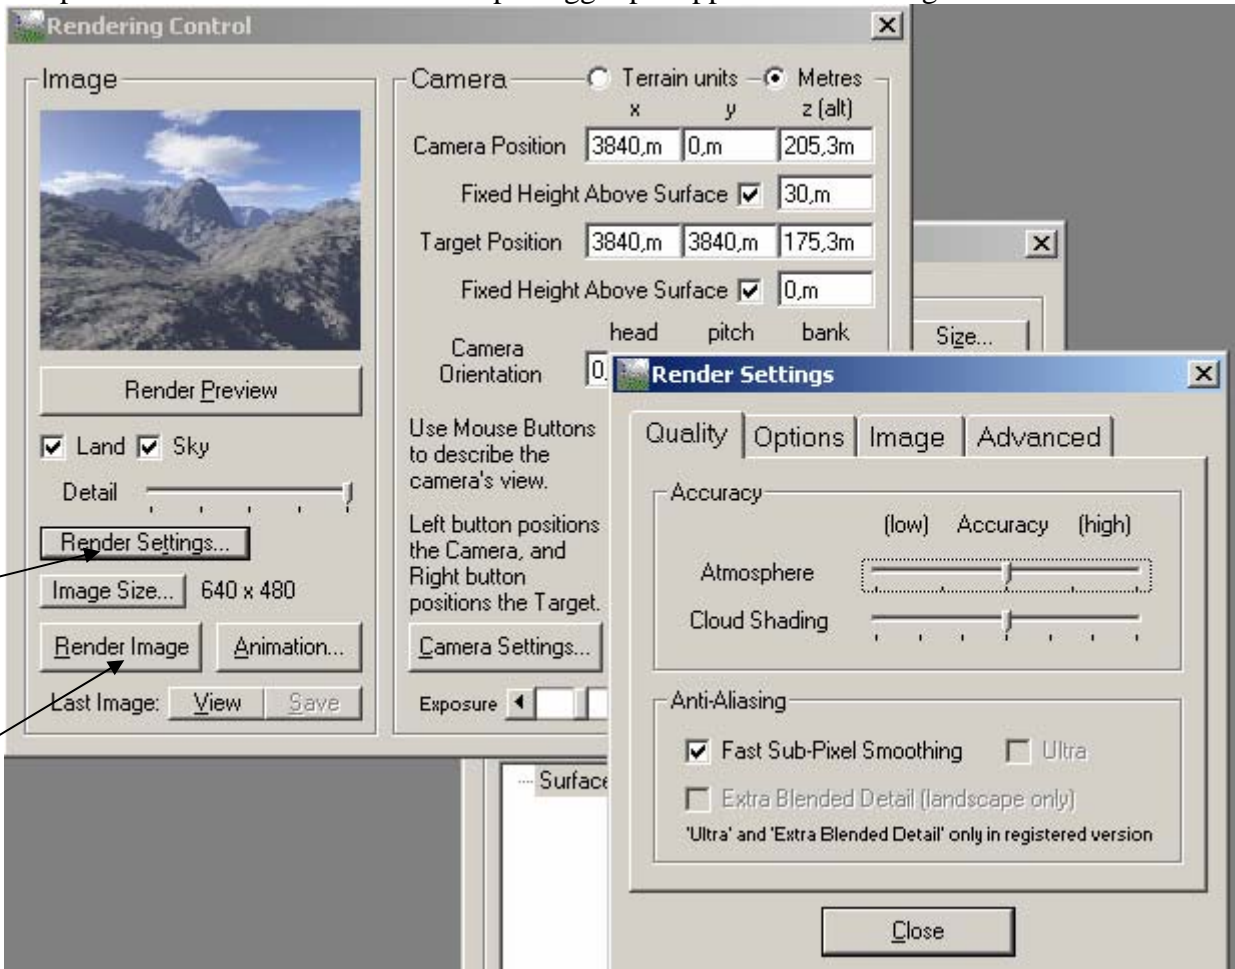 Rendering Control
Image
Render Preview
Land Sky
Detail
Render Settings...
Image Size... 640 x 480
Render Image Animation...
Last Image: View Save
Camera Terrain units Metres
x y z (alt)
Camera Position 3840,m 0,m 205,3m
Fixed Height Above Surface 30,m
Target Position 3840,m 3840,m 175,3m
Fixed Height Above Surface 0,m
head pitch bank
Camera
Orientation 0,
Use Mouse Buttons
to describe the
camera's view.
Left button positions
the Camera, and
Right button
positions the Target.
Camera Settings...
Exposure
Size...
Surface
Render Settings
Quality Options Image Advanced
Accuracy
(low) Accuracy (high)
Atmosphere
Cloud Shading
Anti-Aliasing
Fast Sub-Pixel Smoothing Ultra
Extra Blended Detail (landscape only)
'Ultra' and 'Extra Blended Detail' only in registered version
Close